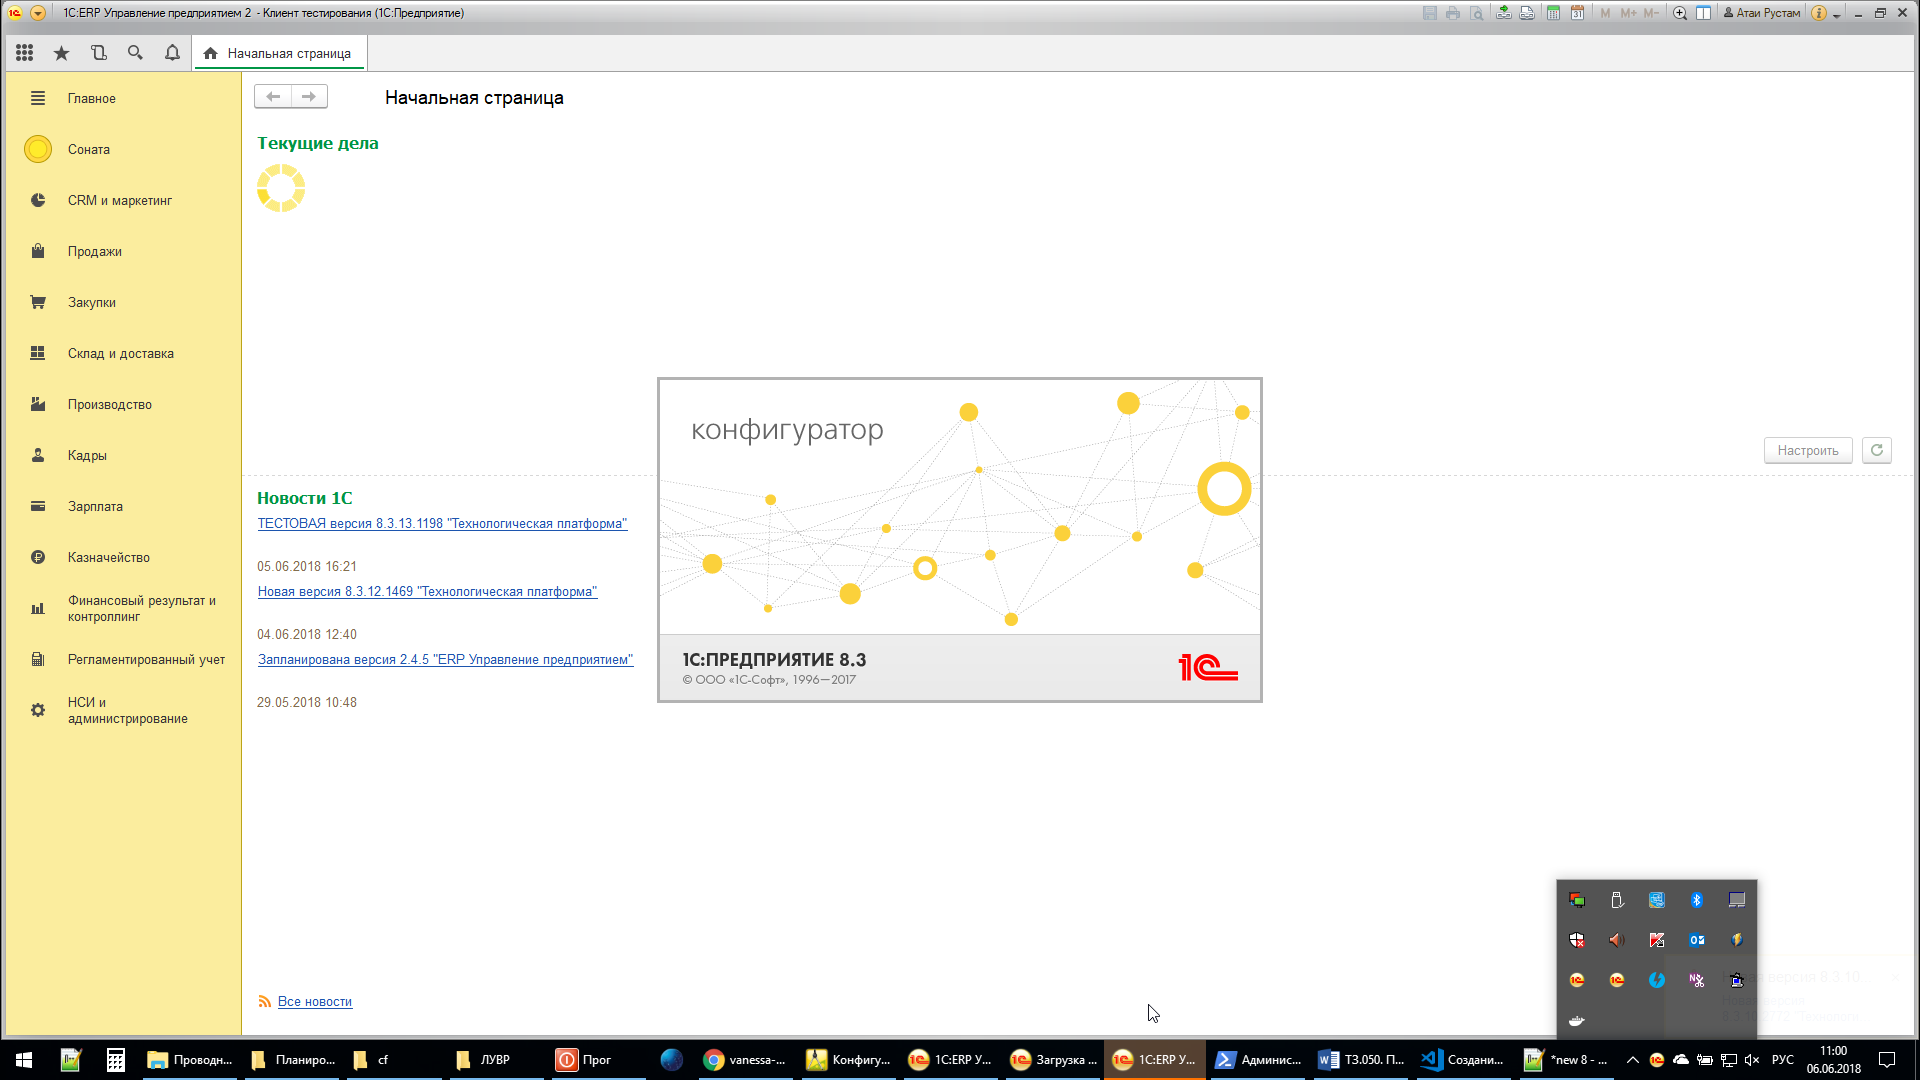 1С:ERP Управление предприятием 2 - Клиент тестирования (1С:Предприятие)
M M+ M-
Атаи Рустам
Начальная страница
Главное
Соната
CRM и маркетинг
Продажи
Закупки
Склад и доставка
Производство
Кадры
Зарплата
Казначейство
Финансовый результат и
контроллинг
Регламентированный учет
НСИ и
администрирование
Начальная страница
Текущие дела
Настроить
Новости 1С
ТЕСТОВАЯ версия 8.3.13.1198 "Технологическая платформа"
05.06.2018 16:21
Новая версия 8.3.12.1469 "Технологическая платформа"
04.06.2018 12:40
Запланирована версия 2.4.5 "ERP Управление предприятием"
29.05.2018 10:48
Все новости
конфигуратор
1С:ПРЕДПРИЯТИЕ 8.3
© ООО «1С-Софт», 1996—2017
1С
Проводн...
Планиро...
cf
ЛУВР
Прог
vanessa-...
Конфигу...
1С:ERP У...
Загрузка ...
1С:ERP У...
Админис...
ТЗ.050. П...
Создани...
*new 8 - ...
РУС
11:00
06.06.2018